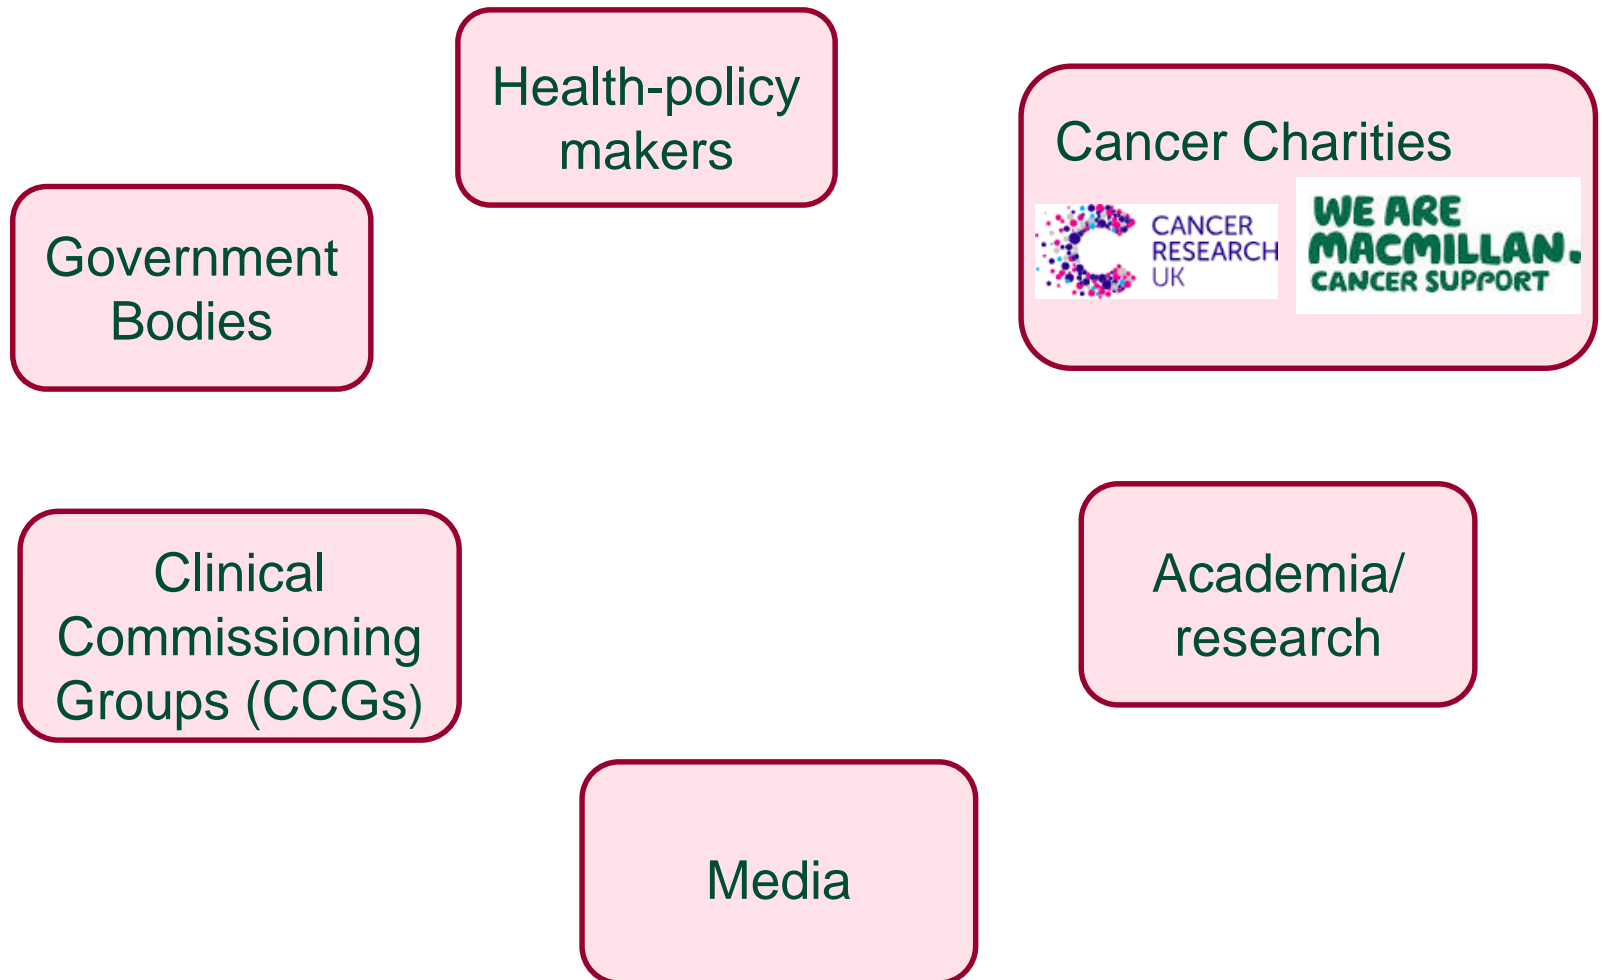 Health-policy
makers
Cancer Charities
CANCER
RESEARCH
UK
WE ARE
MACMILLAN.
CANCER SUPPORT
Government
Bodies
Clinical
Commissioning
Groups (CCGs)
Academia/
research
Media